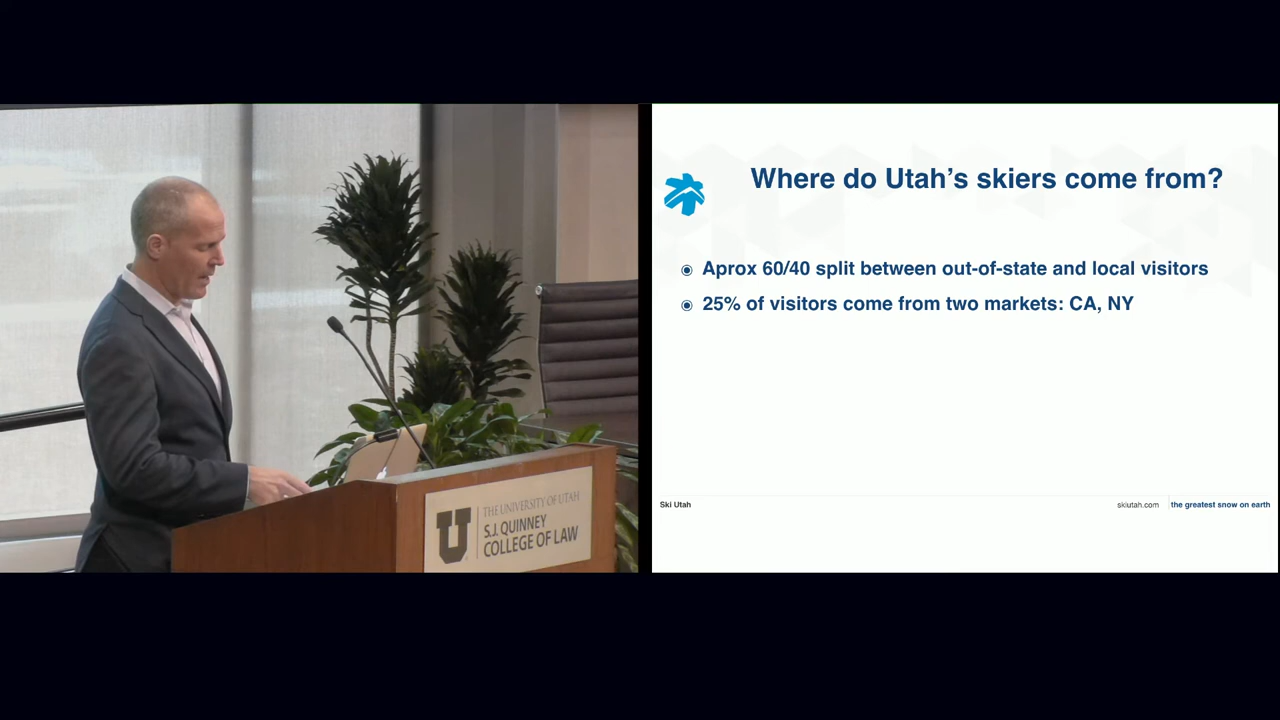 THE UNIVERSITY OF UTAH
S.J. QUINNEY
COLLEGE OF LAW
Where do Utah’s skiers come from?
Aprox 60/40 split between out-of-state and local visitors
25% of visitors come from two markets: CA, NY
Ski Utah
skiutah.com
the greatest snow on earth